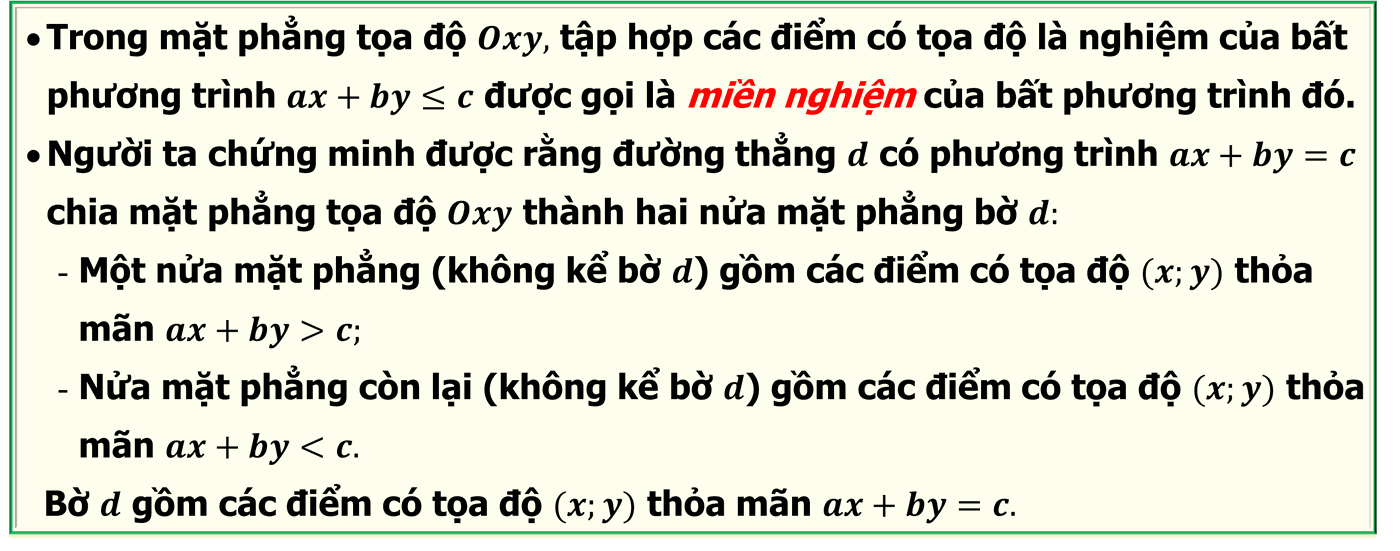 • Trong mặt phẳng tọa độ Oxy, tập hợp các điểm có tọa độ là nghiệm của bất
phương trình ax + by ≤ c được gọi là miền nghiệm của bất phương trình đó.
• Người ta chứng minh được rằng đường thẳng d có phương trình ax + by = c
chia mặt phẳng tọa độ Oxy thành hai nửa mặt phẳng bờ d:
- Một nửa mặt phẳng (không kể bờ d) gồm các điểm có tọa độ (x; y) thỏa
mãn ax + by > c;
- Nửa mặt phẳng còn lại (không kể bờ d) gồm các điểm có tọa độ (x; y) thỏa
mãn ax + by < c.
Bờ d gồm các điểm có tọa độ (x; y) thỏa mãn ax + by = c.